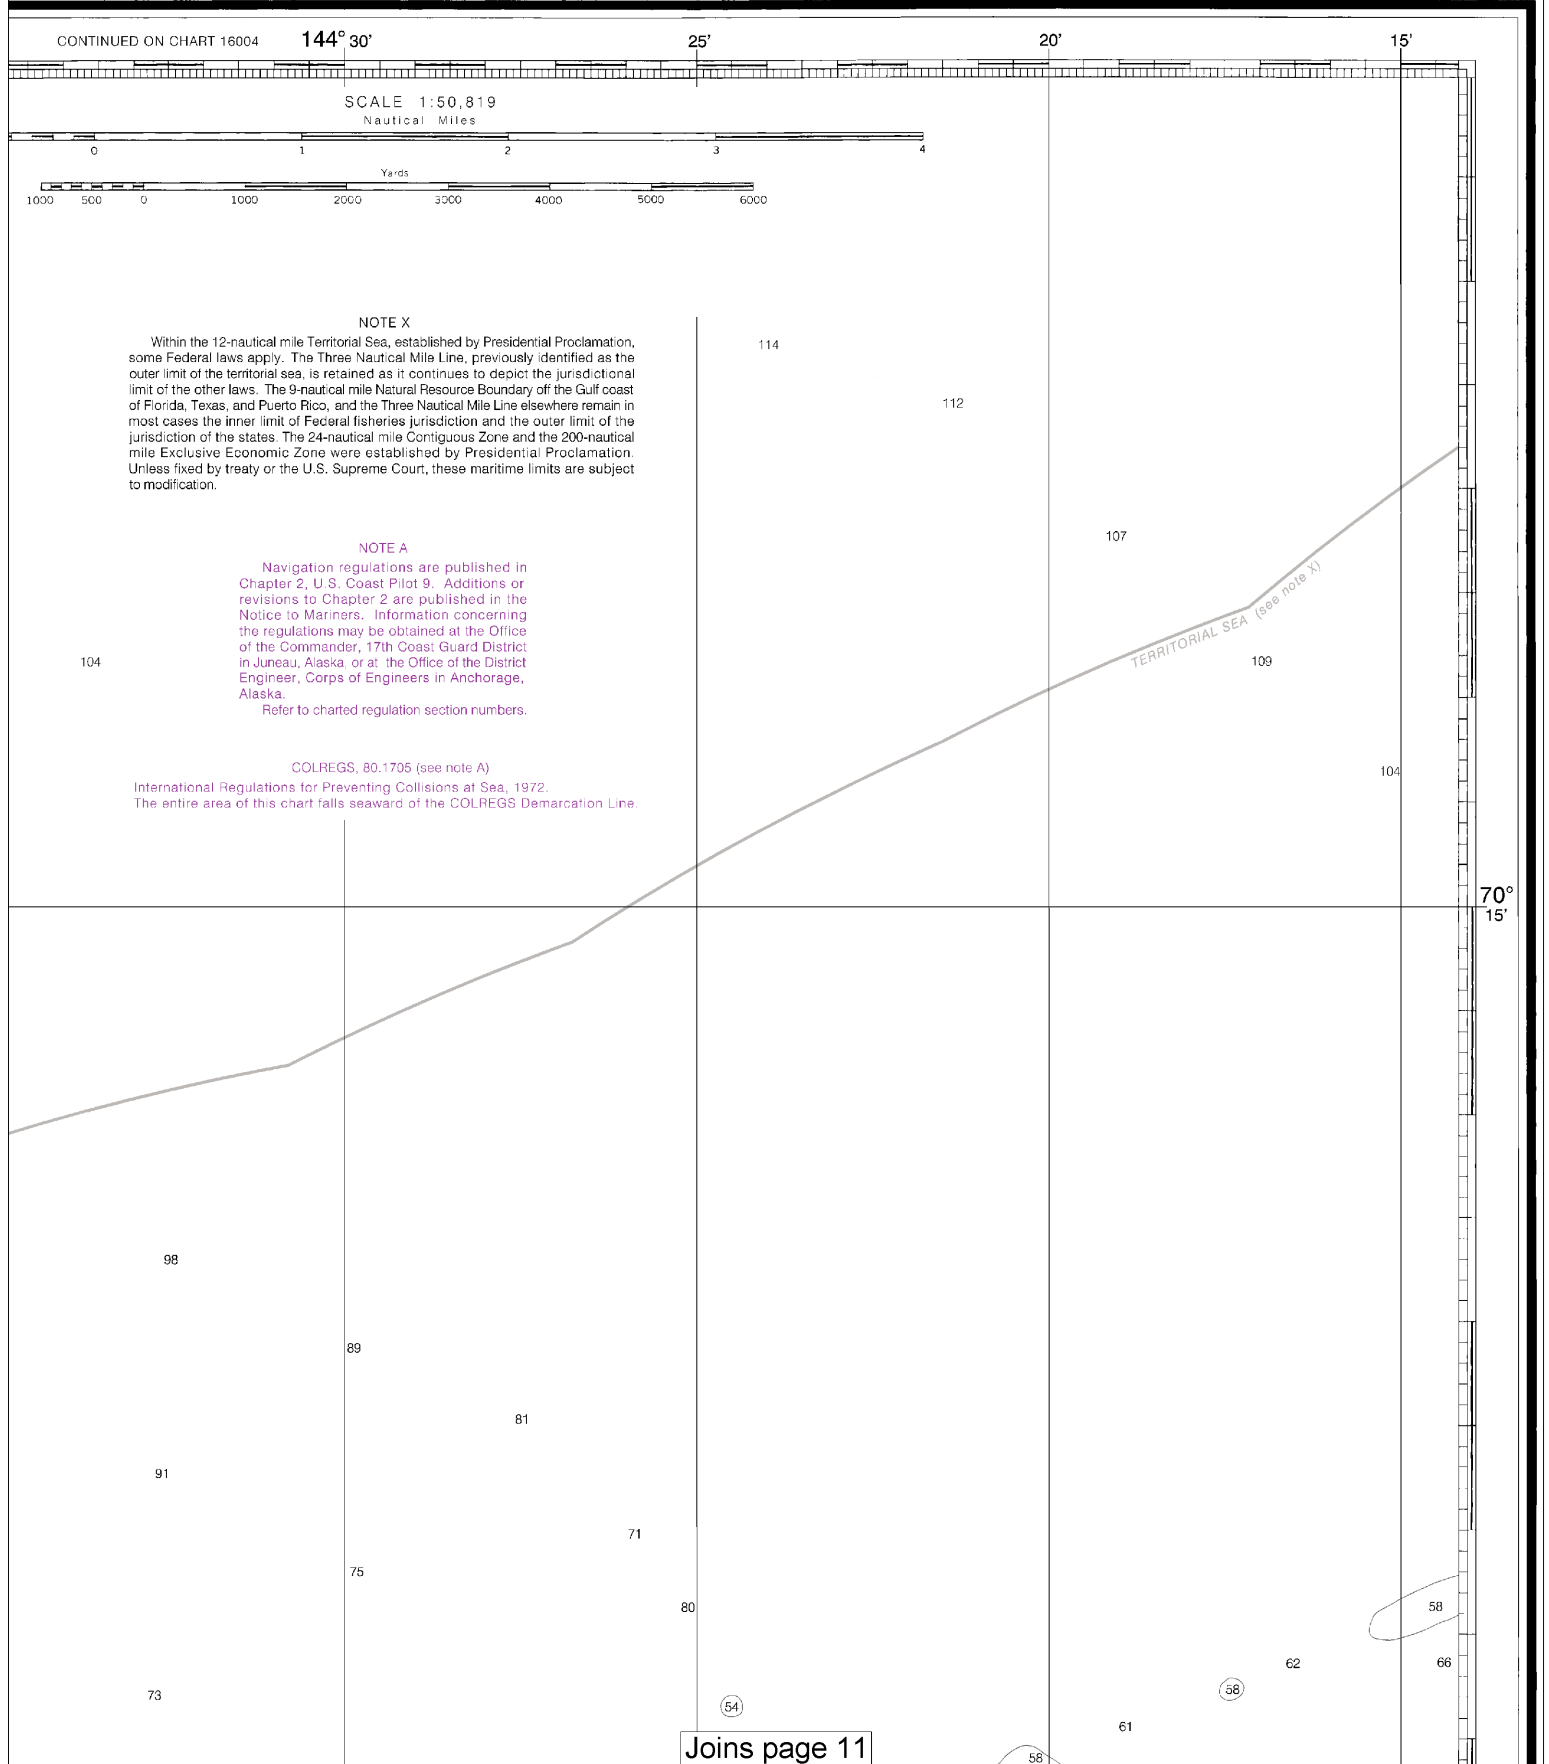 CONTINUED ON CHART 16004 144° 30' 25' 20' 15'
SCALE 1:50,819
Nautical Miles
0 1 2 3 4
Yards
1000 500 0 1000 2000 3000 4000 5000 6000
NOTE X
Within the 12-nautical mile Territorial Sea, established by Presidential Proclamation,
some Federal laws apply. The Three Nautical Mile Line, previously identified as the
outer limit of the territorial sea, is retained as it continues to depict the jurisdictional
limit of the other laws. The 9-nautical mile Natural Resource Boundary off the Gulf coast
of Florida, Texas, and Puerto Rico, and the Three Nautical Mile Line elsewhere remain in
most cases the inner limit of Federal fisheries jurisdiction and the outer limit of the
jurisdiction of the states. The 24-nautical mile Contiguous Zone and the 200-nautical
mile Exclusive Economic Zone were established by Presidential Proclamation.
Unless fixed by treaty or the U.S. Supreme Court, these maritime limits are subject
to modification.
114
112
107
NOTE A
Navigation regulations are published in
Chapter 2, U.S. Coast Pilot 9. Additions or
revisions to Chapter 2 are published in the
Notice to Mariners. Information concerning
the regulations may be obtained at the Office
of the Commander, 17th Coast Guard District
in Juneau, Alaska, or at the Office of the District
Engineer, Corps of Engineers in Anchorage,
Alaska.
Refer to charted regulation section numbers.
TERRITORIAL SEA (see note X)
104
109
104
COLREGS, 80.1705 (see note A)
International Regulations for Preventing Collisions at Sea, 1972.
The entire area of this chart falls seaward of the COLREGS Demarcation Line.
70°
15'
98
89
81
91
71
75
80
58
62
66
73
58
54
61
Joins page 11
58